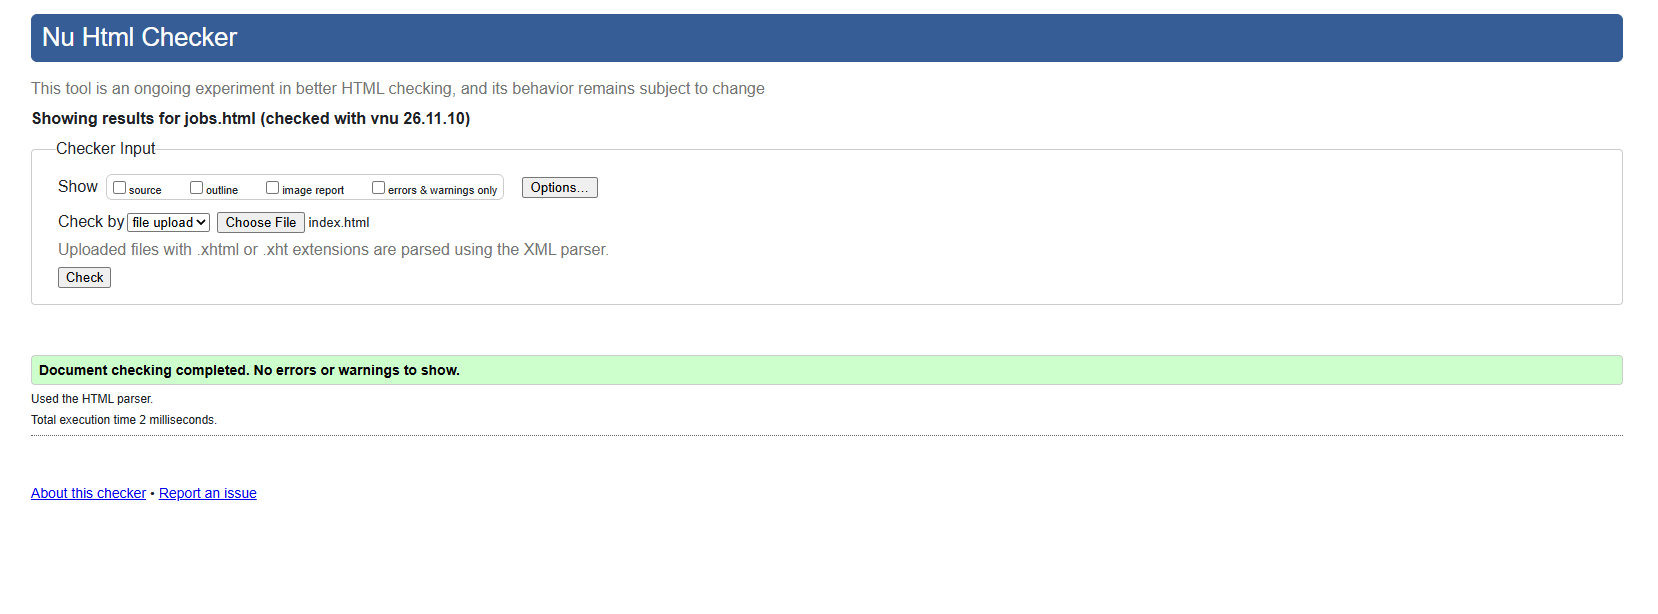 Nu Html Checker
This tool is an ongoing experiment in better HTML checking, and its behavior remains subject to change
Showing results for jobs.html (checked with vnu 26.11.10)
Checker Input
Show source outline image report errors & warnings only Options...
Check by file upload Choose File index.html
Uploaded files with .xhtml or .xht extensions are parsed using the XML parser.
Check
Document checking completed. No errors or warnings to show.
Used the HTML parser.
Total execution time 2 milliseconds.
About this checker • Report an issue